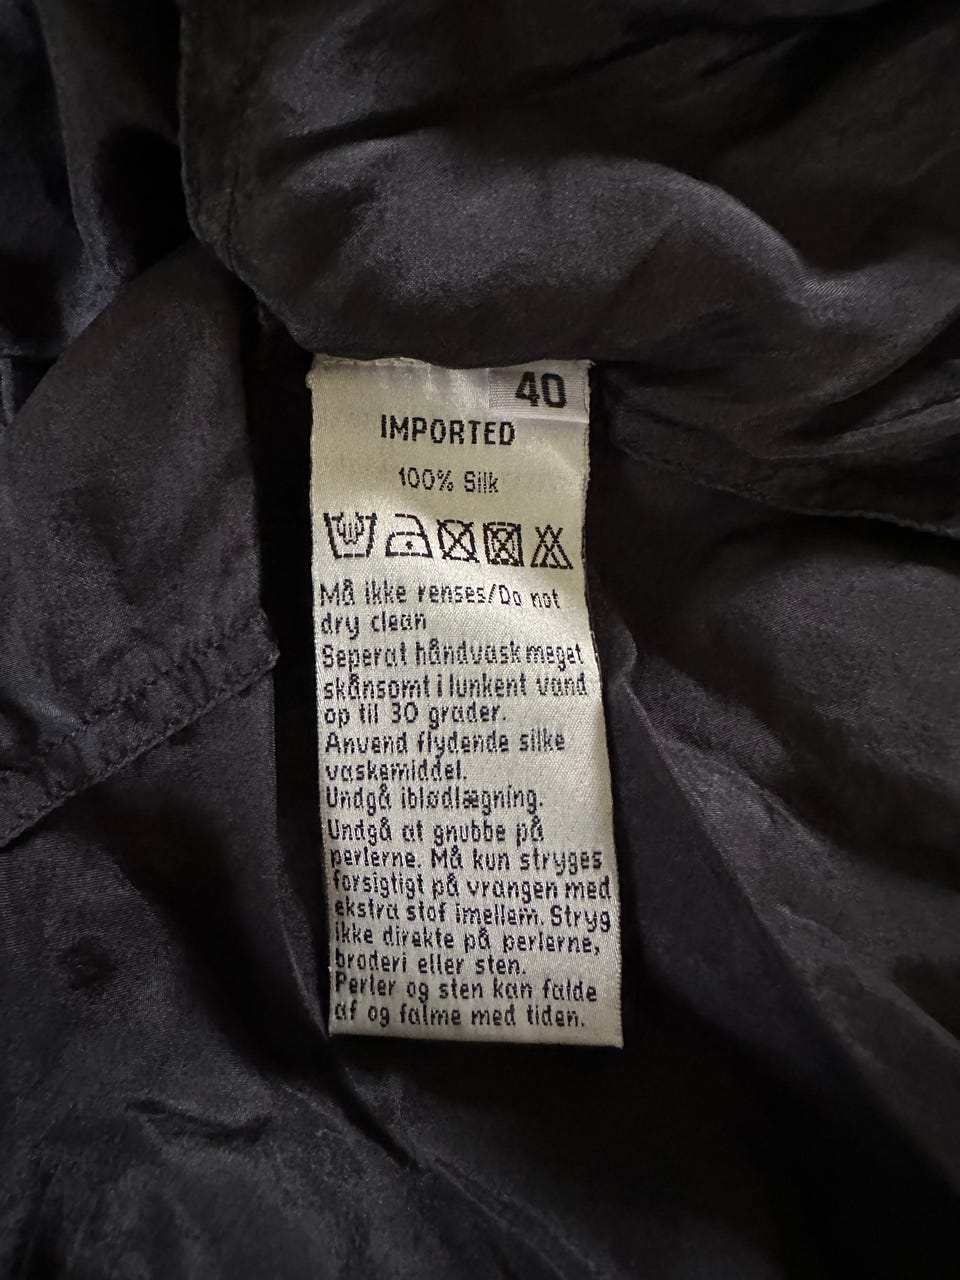 40
IMPORTED
100% Silk
Må ikke renses/Do not
dry clean
Seperat håndvask meget
skånsomt i lunkent vand
op til 30 grader.
Anvend flydende silke
vaskemiddel.
Undgå iblødlægning.
Undgå at gnubbe på
perlerne. Må kun stryges
forsigtigt på vrangen med
ekstra stof imellem. Stryg
ikke direkte på perlerne,
broderi eller sten.
Perler og sten kan falde
af og falme med tiden.